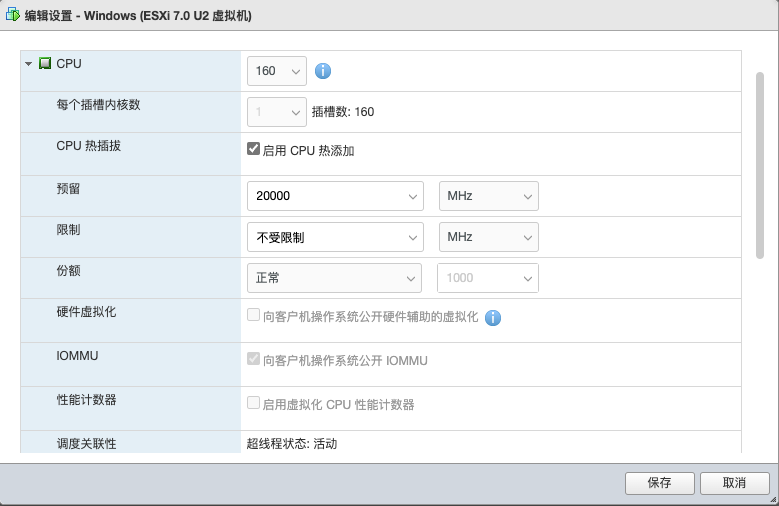 编辑设置 - Windows (ESXi 7.0 U2 虚拟机)
CPU 160
每个插槽内核数 1 插槽数: 160
CPU 热插拔 启用 CPU 热添加
预留 20000 MHz
限制 不受限制 MHz
份额 正常 1000
硬件虚拟化 向客户机操作系统公开硬件辅助的虚拟化
IOMMU 向客户机操作系统公开 IOMMU
性能计数器 启用虚拟化 CPU 性能计数器
调度关联性 超线程状态: 活动
保存 取消